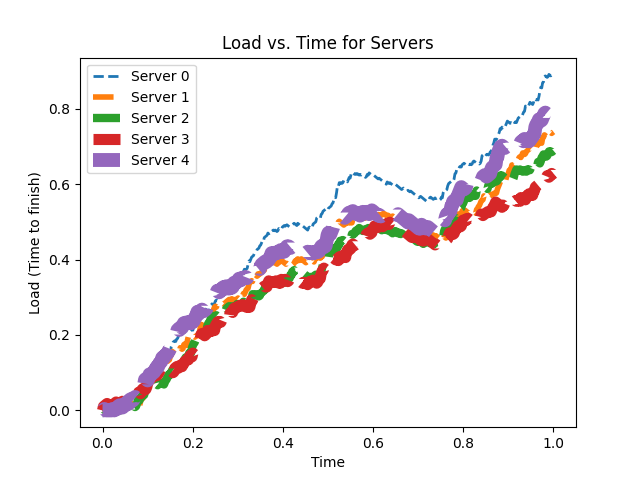 Load vs. Time for Servers
Server 0
Server 1
Server 2
Server 3
Server 4
Load (Time to finish)
0.8
0.6
0.4
0.2
0.0
0.0 0.2 0.4 0.6 0.8 1.0
Time